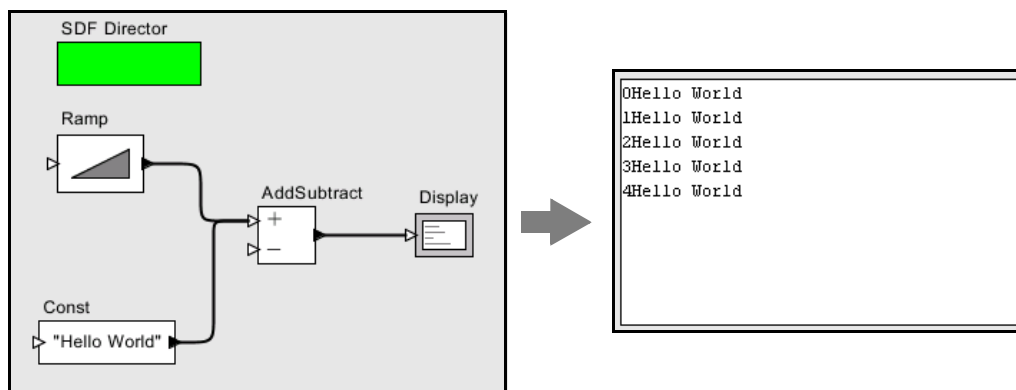 SDF Director
Ramp
AddSubtract
+
−
Display
Const
"Hello World"
0Hello World
1Hello World
2Hello World
3Hello World
4Hello World